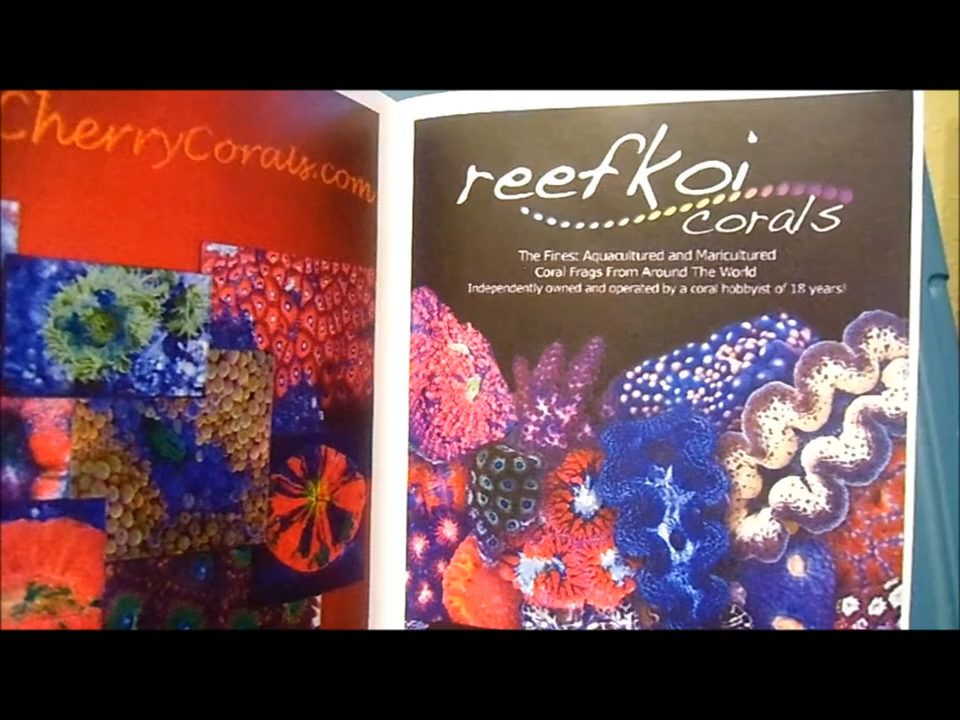 CherryCorals.com
reefkoi
corals
The Finest Aquacultured and Maricultured
Coral Frags From Around The World
Independently owned and operated by a coral hobbyist of 18 years!